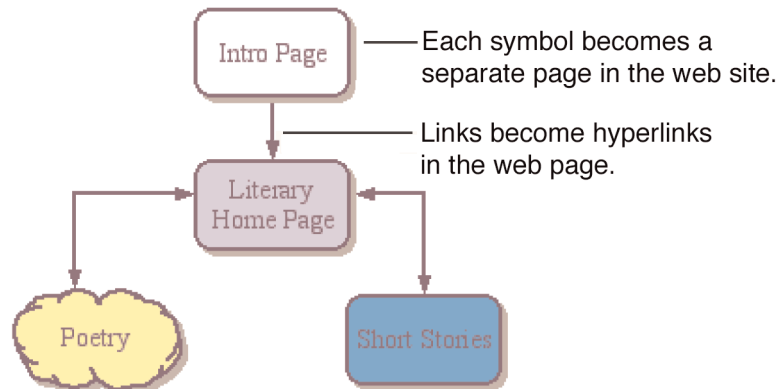 Intro Page
Each symbol becomes a
separate page in the web site.
Links become hyperlinks
in the web page.
Literary
Home Page
Poetry
Short Stories